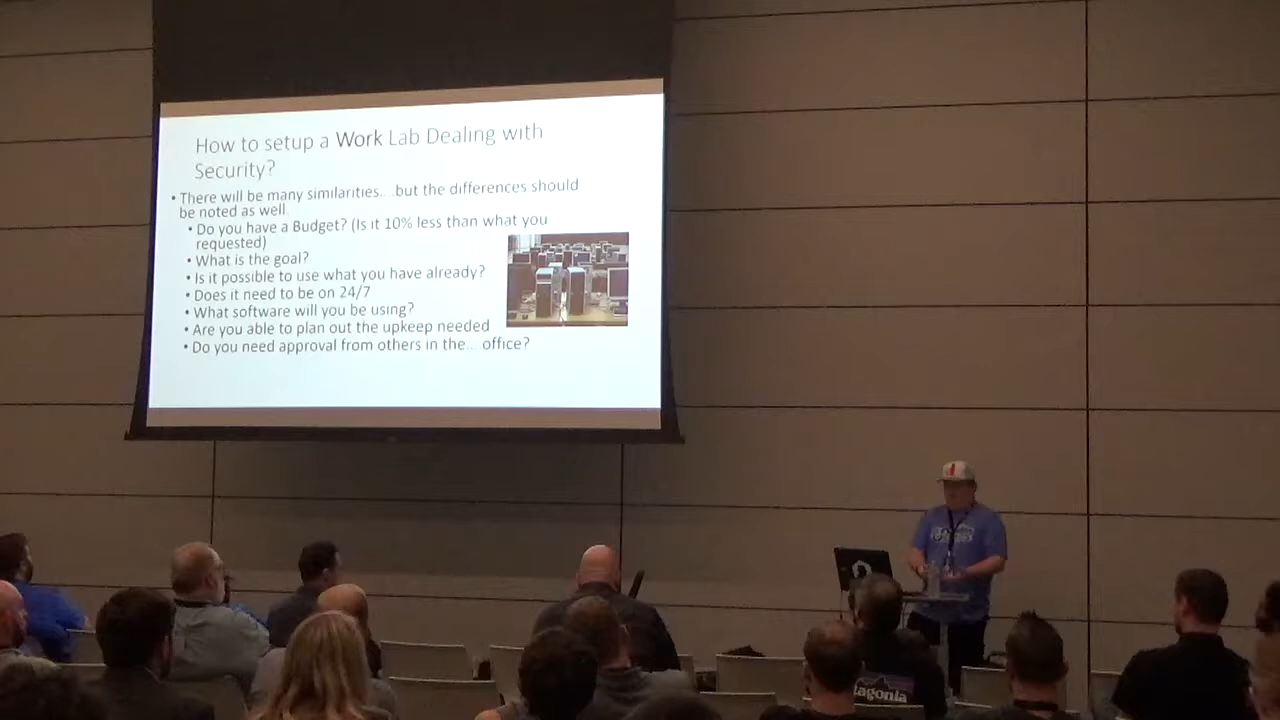 How to setup a Work Lab Dealing with
Security?
• There will be many similarities... but the differences should
be noted as well.
• Do you have a Budget? (Is it 10% less than what you
requested)
• What is the goal?
• Is it possible to use what you have already?
• Does it need to be on 24/7
• What software will you be using?
• Are you able to plan out the upkeep needed
• Do you need approval from others in the... office?
tagonia